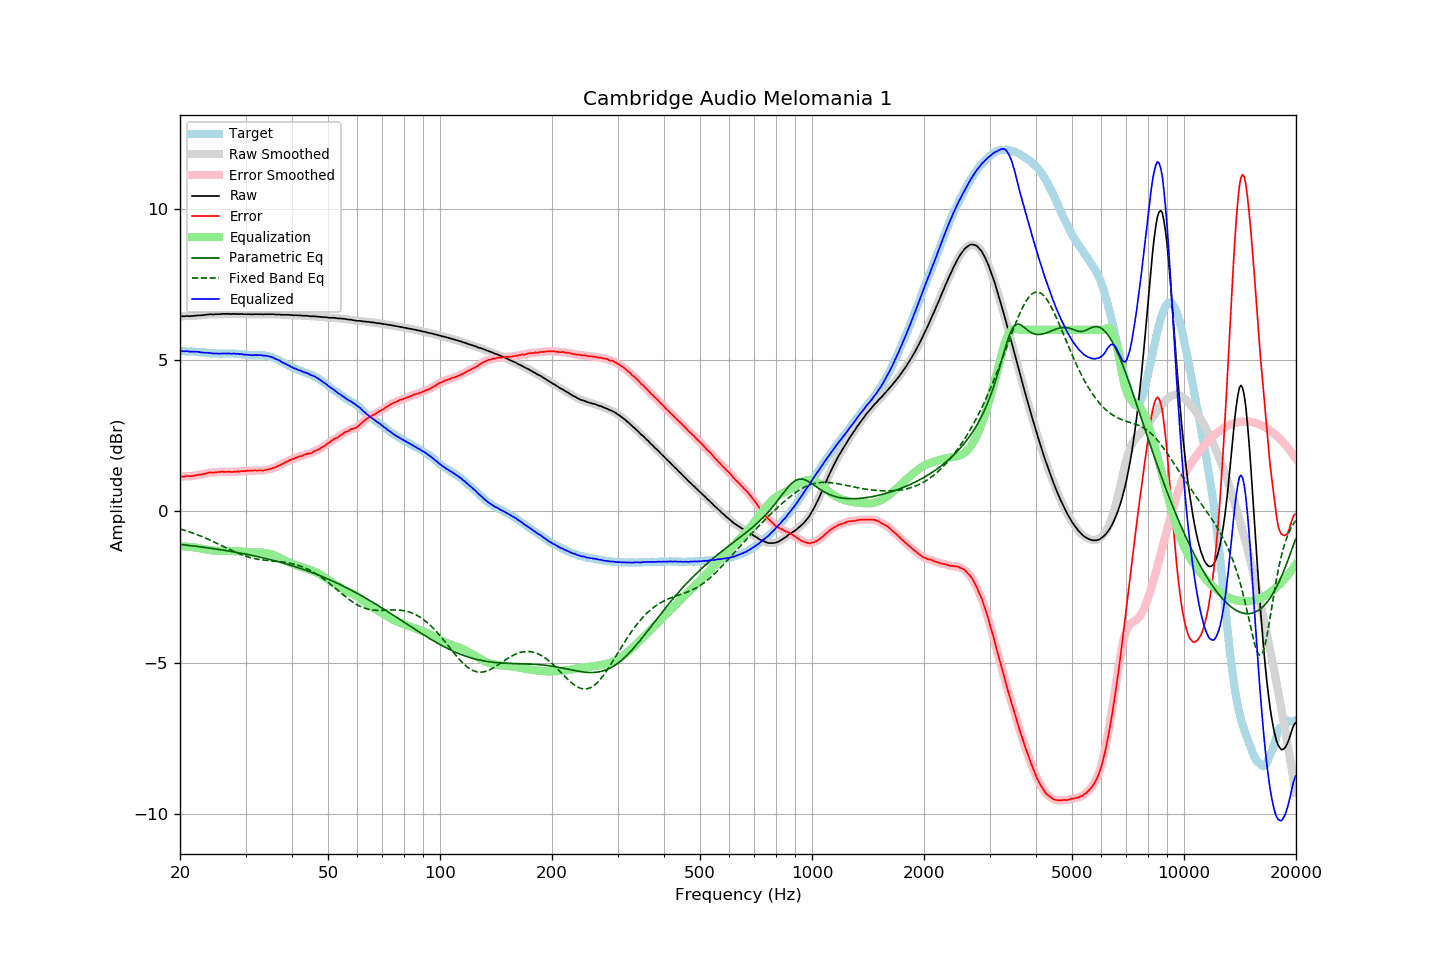 Cambridge Audio Melomania 1
Target
Raw Smoothed
Error Smoothed
Raw
Error
Equalization
Parametric Eq
Fixed Band Eq
Equalized
10
5
0
−5
−10
Amplitude (dBr)
20
50
100
200
500
1000
2000
5000
10000
20000
Frequency (Hz)